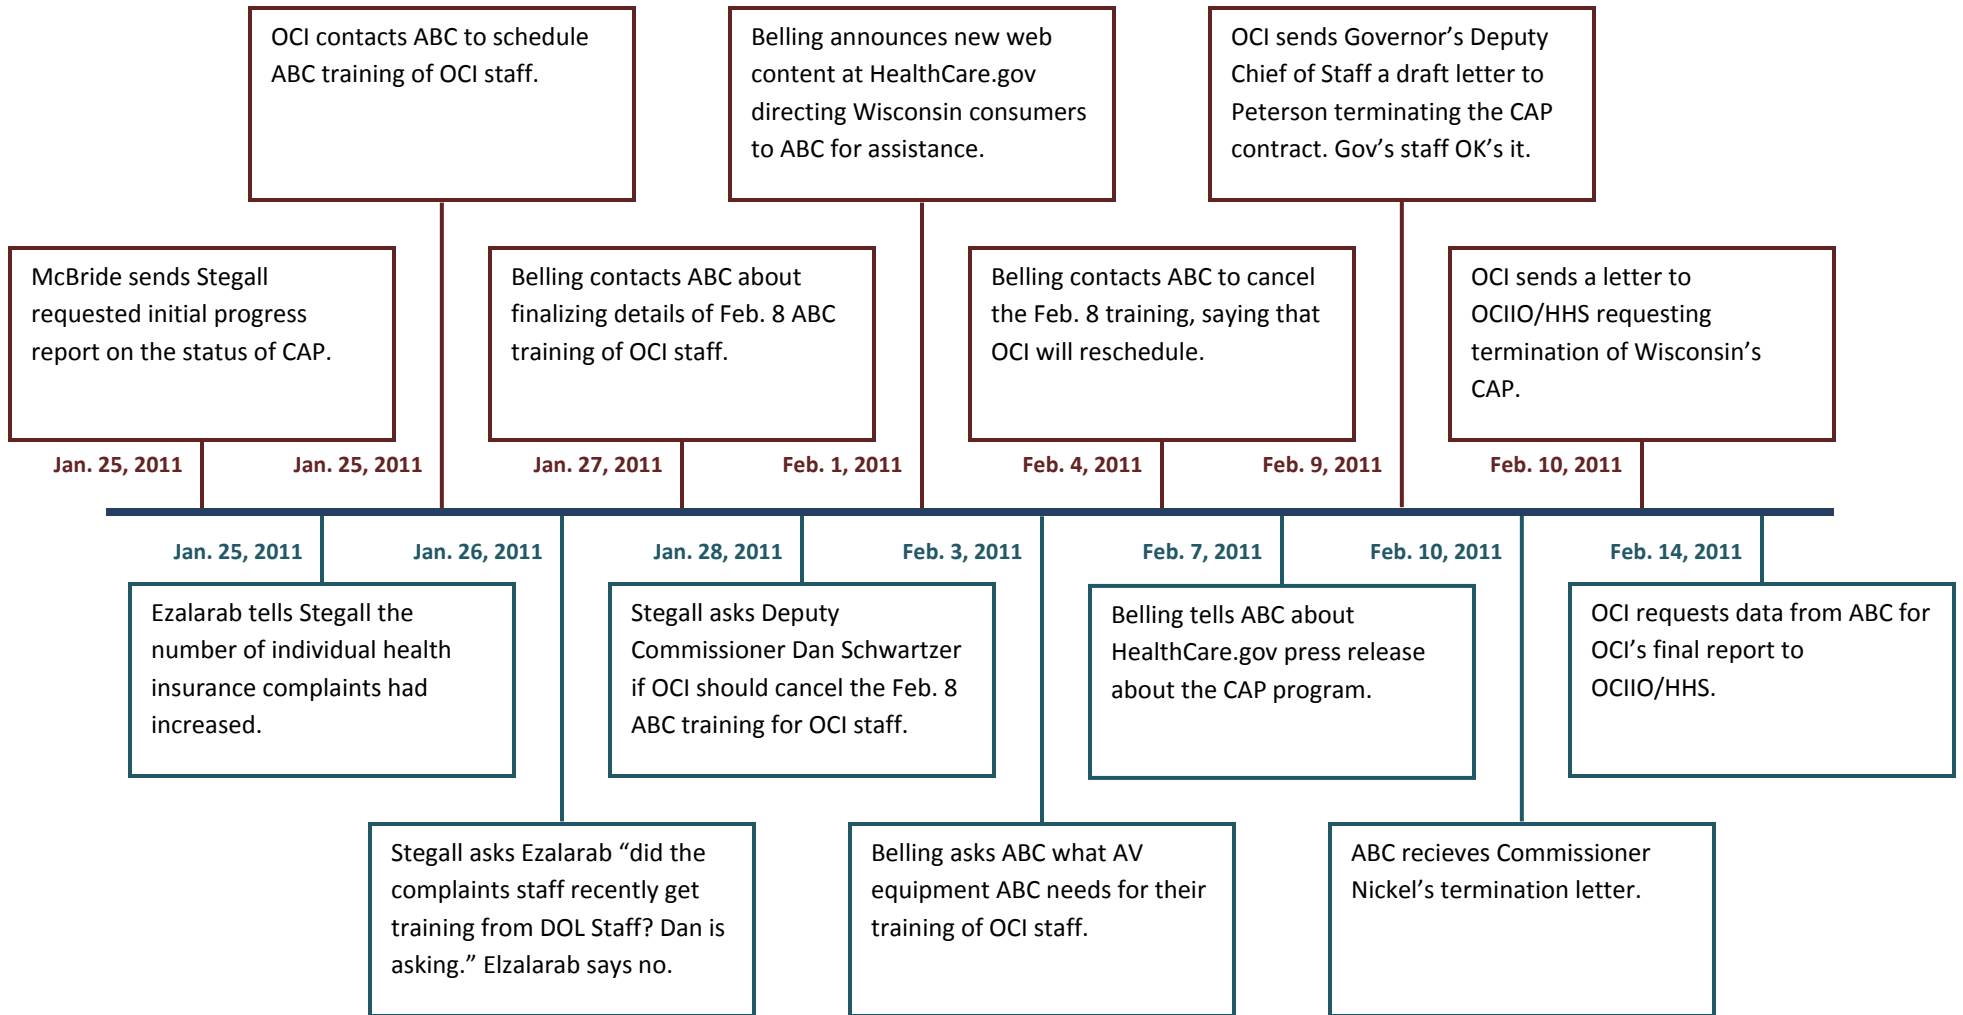 OCI contacts ABC to schedule
ABC training of OCI staff.
Belling announces new web
content at HealthCare.gov
directing Wisconsin consumers
to ABC for assistance.
OCI sends Governor’s Deputy
Chief of Staff a draft letter to
Peterson terminating the CAP
contract. Gov’s staff OK’s it.
McBride sends Stegall
requested initial progress
report on the status of CAP.
Belling contacts ABC about
finalizing details of Feb. 8 ABC
training of OCI staff.
Belling contacts ABC to cancel
the Feb. 8 training, saying that
OCI will reschedule.
OCI sends a letter to
OCIIO/HHS requesting
termination of Wisconsin’s
CAP.
Jan. 25, 2011
Jan. 25, 2011
Jan. 27, 2011
Feb. 1, 2011
Feb. 4, 2011
Feb. 9, 2011
Feb. 10, 2011
Jan. 25, 2011
Jan. 26, 2011
Jan. 28, 2011
Feb. 3, 2011
Feb. 7, 2011
Feb. 10, 2011
Feb. 14, 2011
Ezalarab tells Stegall the
number of individual health
insurance complaints had
increased.
Stegall asks Deputy
Commissioner Dan Schwartzer
if OCI should cancel the Feb. 8
ABC training for OCI staff.
Belling tells ABC about
HealthCare.gov press release
about the CAP program.
OCI requests data from ABC for
OCI’s final report to
OCIIO/HHS.
Stegall asks Ezalarab “did the
complaints staff recently get
training from DOL Staff? Dan is
asking.” Elzalarab says no.
Belling asks ABC what AV
equipment ABC needs for their
training of OCI staff.
ABC recieves Commissioner
Nickel’s termination letter.